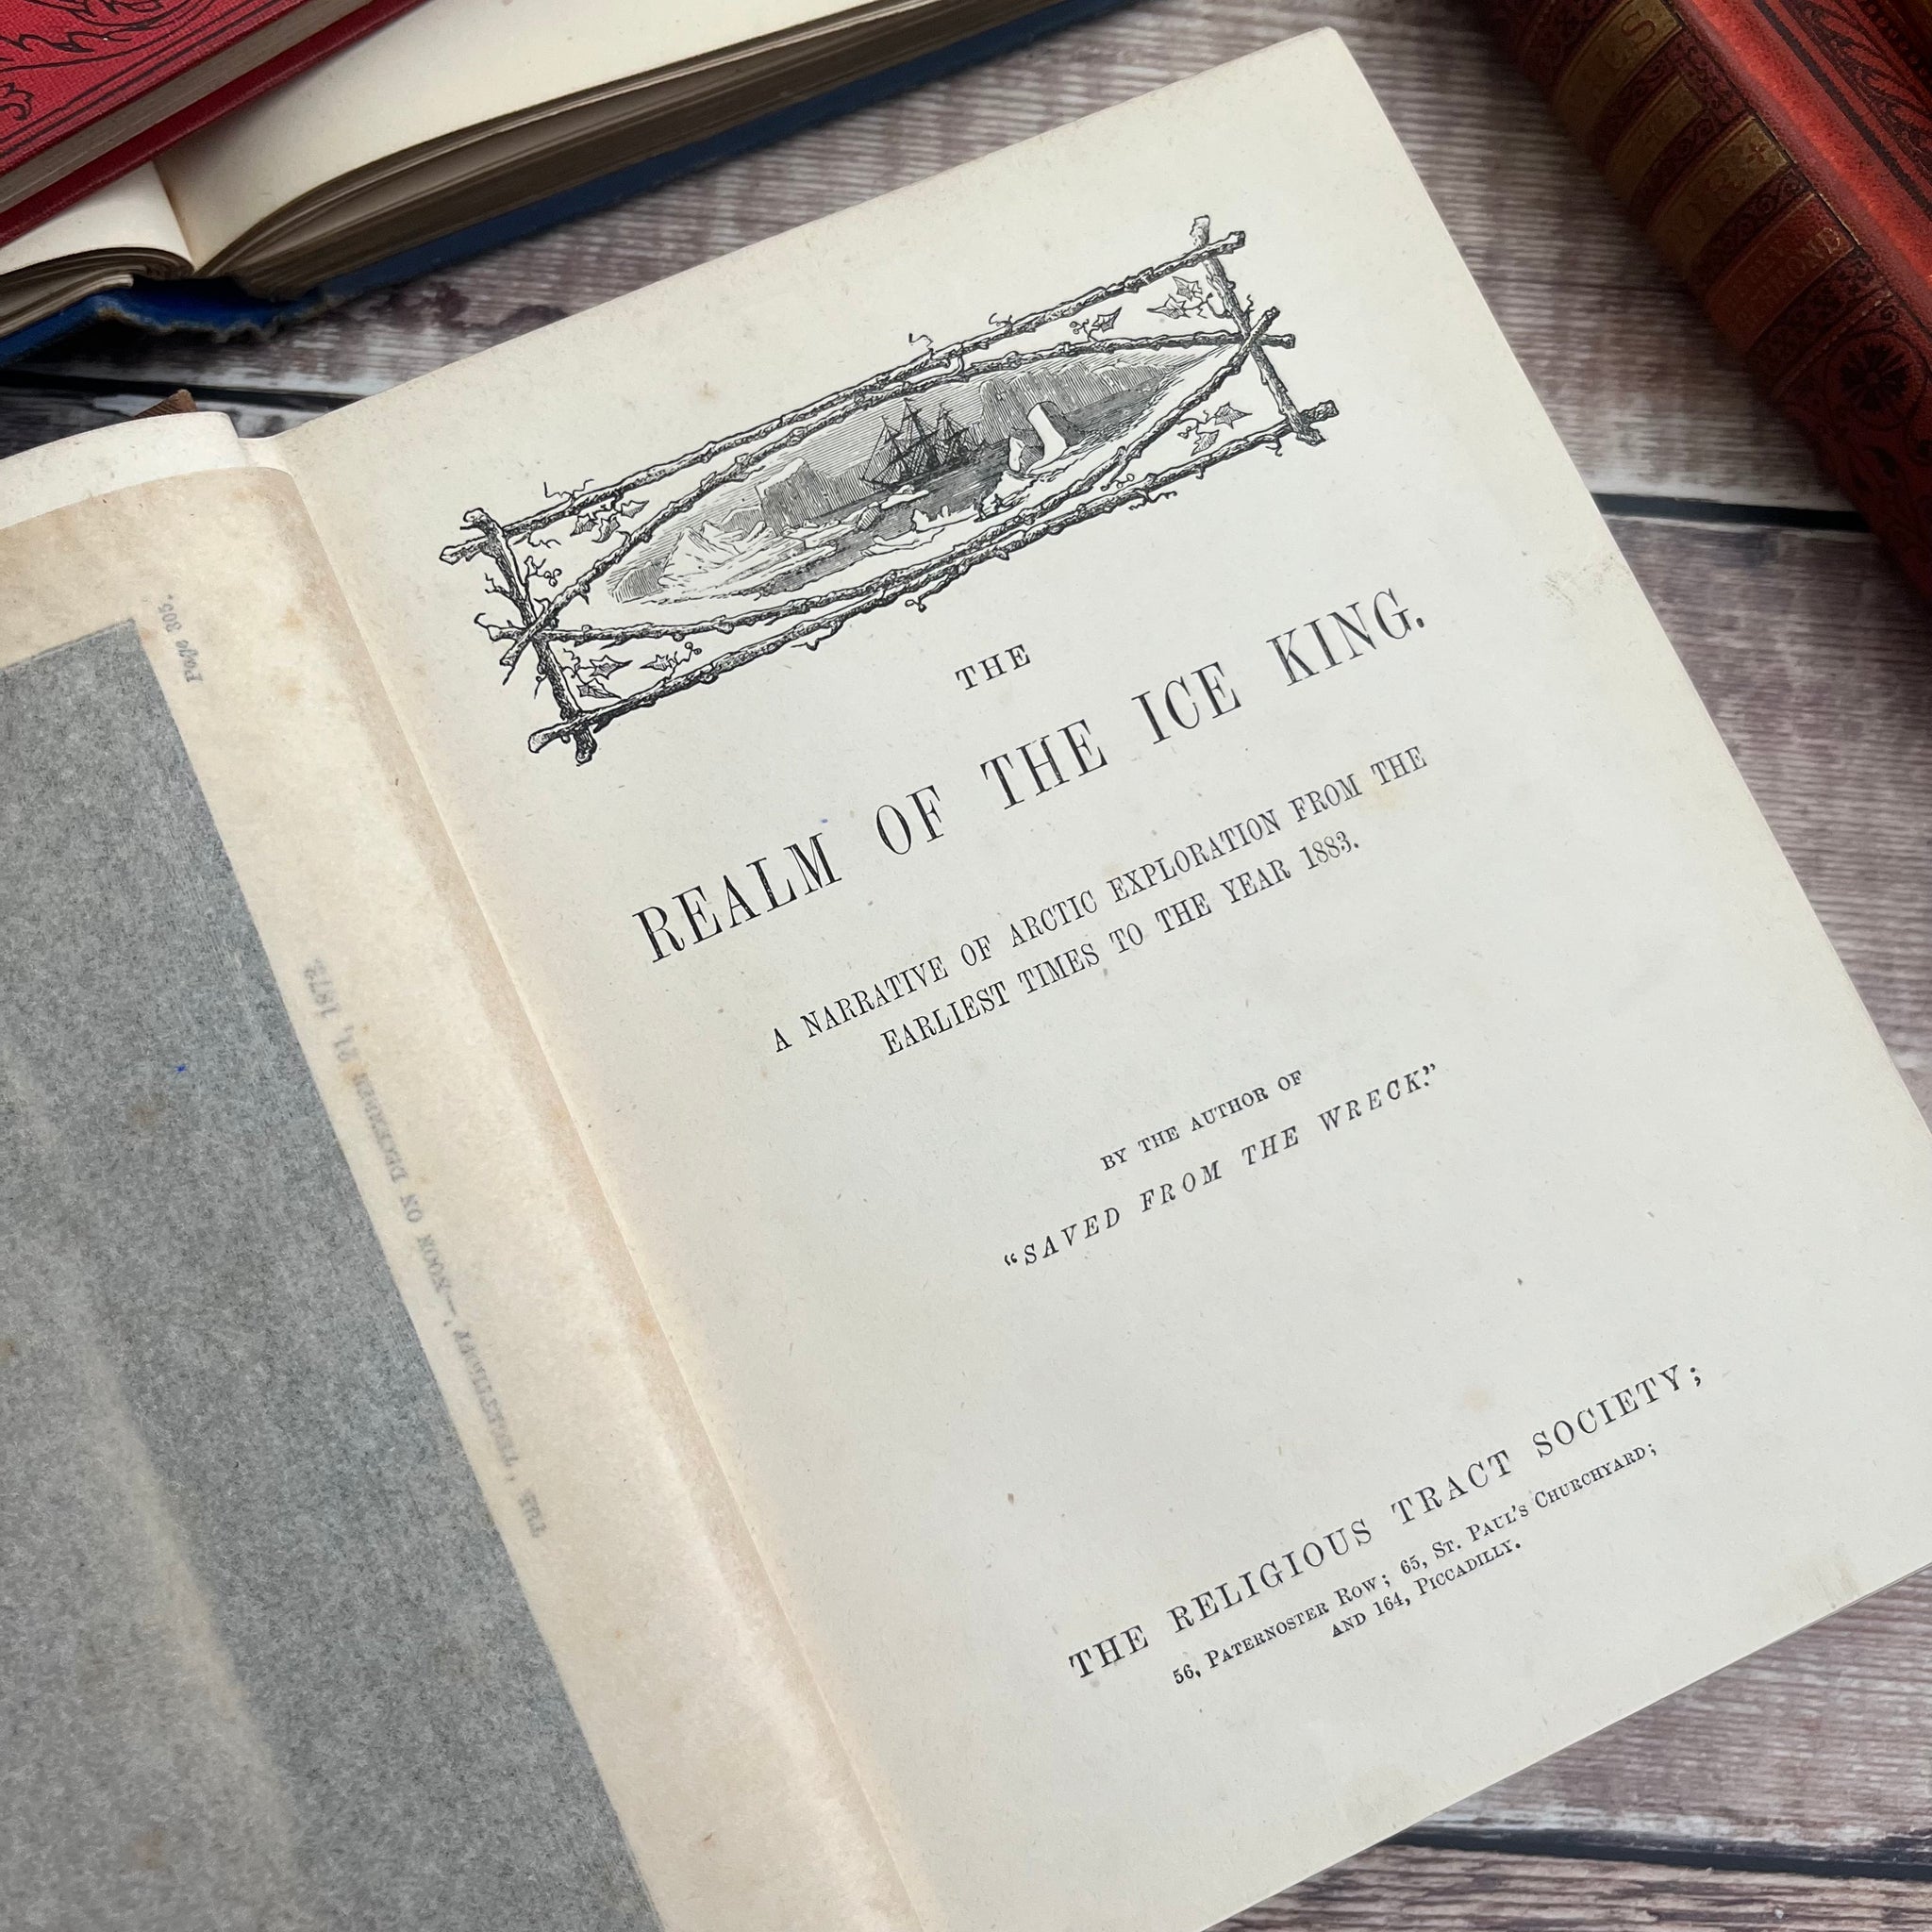 THE
REALM OF THE ICE KING.
A NARRATIVE OF ARCTIC EXPLORATION FROM THE
EARLIEST TIMES TO THE YEAR 1883.
BY THE AUTHOR OF
"SAVED FROM THE WRECK."
THE RELIGIOUS TRACT SOCIETY;
56, PATERNOSTER ROW; 65, ST. PAUL'S CHURCHYARD;
AND 164, PICCADILLY.
Page 305.
THE 'TEGETTHOFF,'—NOON ON DECEMBER 21, 1872.